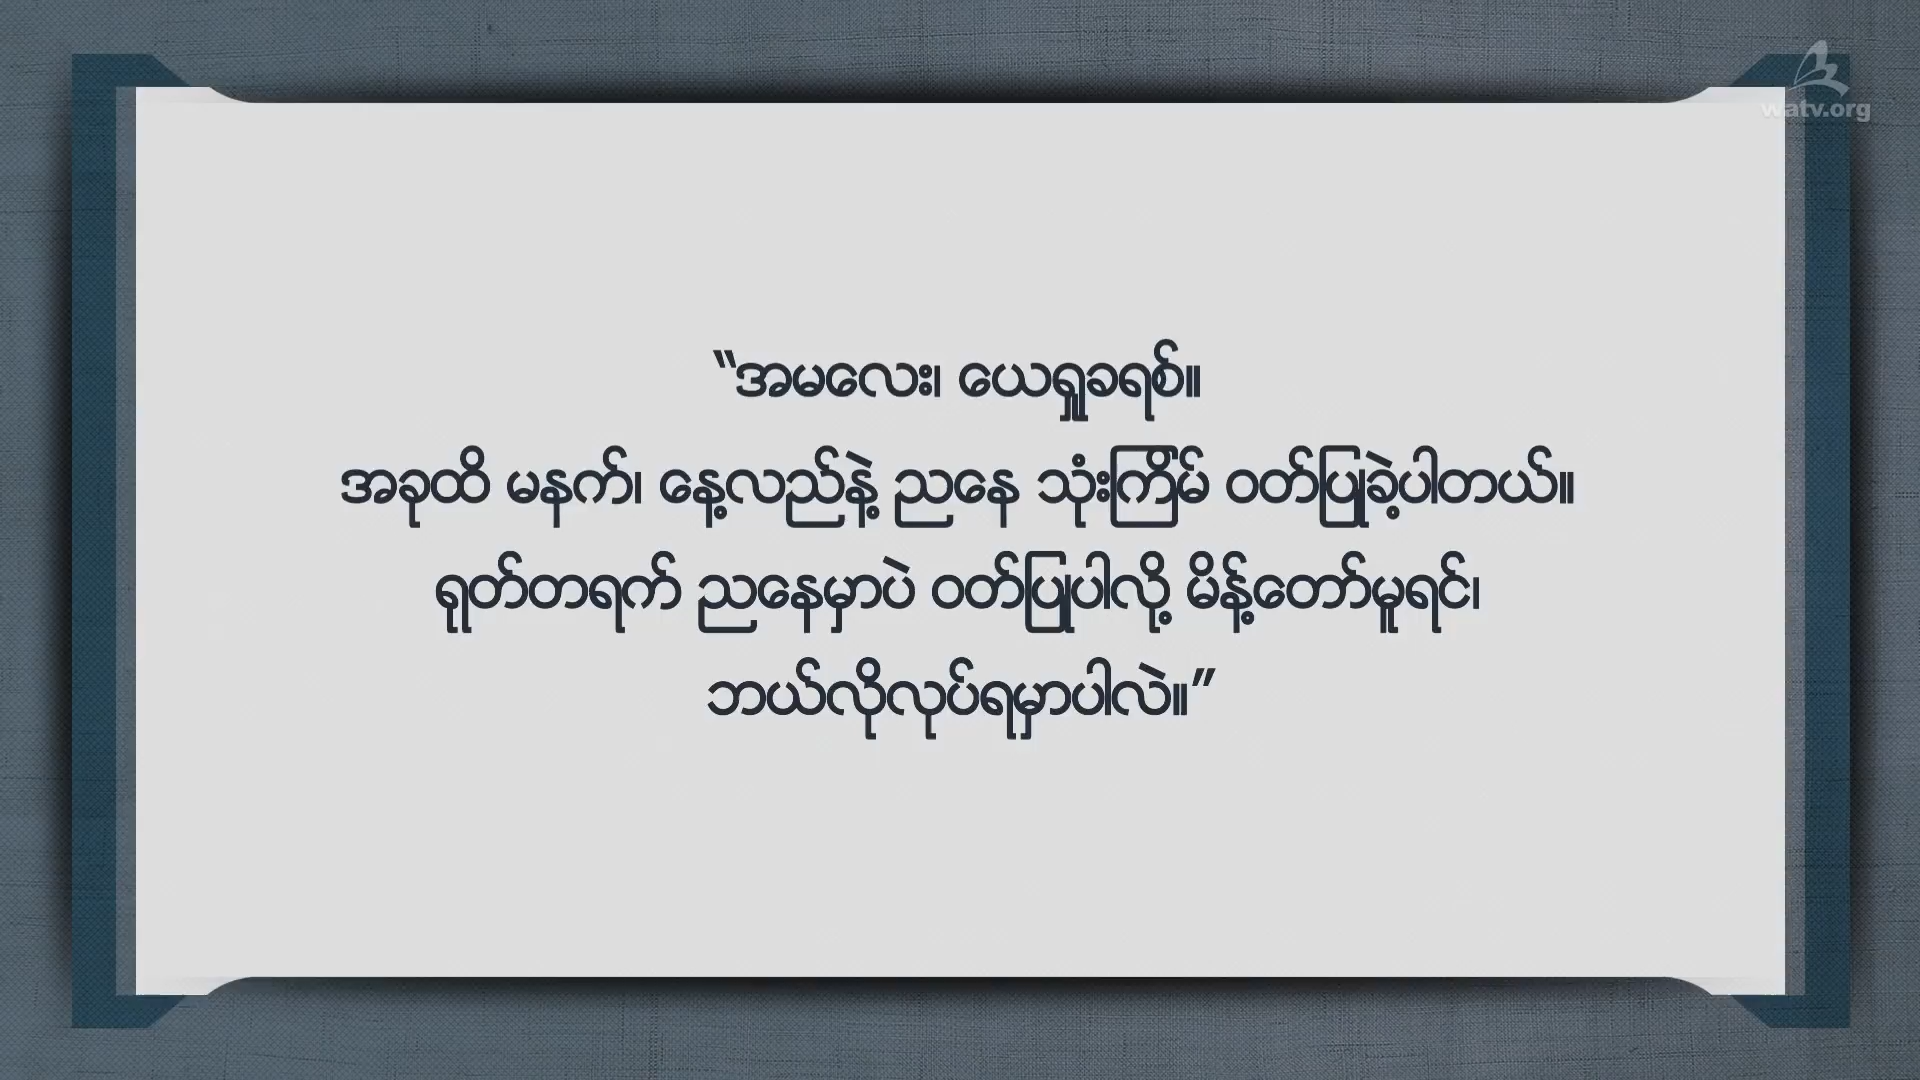 watv.org
“အမလေး၊ ယေရှုခရစ်။
အခုထိ မနက်၊ နေ့လည်နဲ့ ညနေ သုံးကြိမ် ဝတ်ပြုခဲ့ပါတယ်။
ရုတ်တရက် ညနေမှာပဲ ဝတ်ပြုပါလို့ မိန့်တော်မူရင်၊
ဘယ်လိုလုပ်ရမှာပါလဲ။”